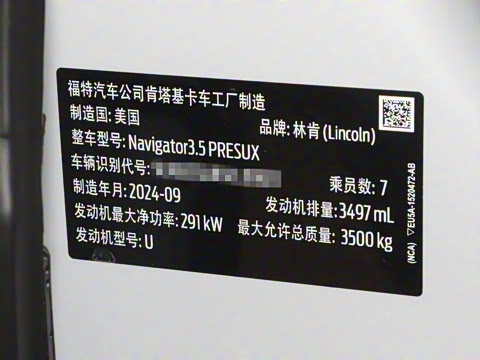 福特汽车公司肯塔基卡车工厂制造
制造国: 美国
品牌: 林肯 (Lincoln)
整车型号: Navigator3.5 PRESUX
车辆识别代号:
乘员数: 7
制造年月: 2024-09
发动机排量: 3497 mL
发动机最大净功率: 291 kW
最大允许总质量: 3500 kg
发动机型号: U
(NCA) ▽EU5A-1520472-AB